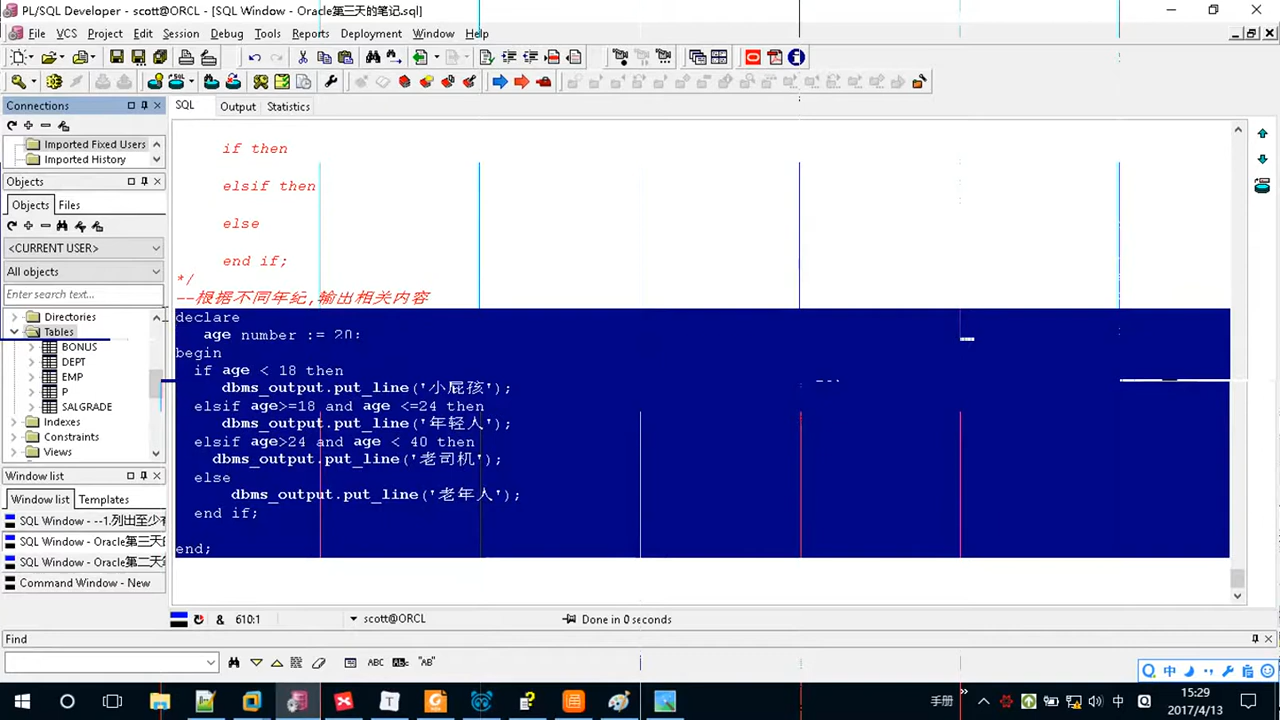 PL/SQL Developer - scott@ORCL - [SQL Window - Oracle第三天的笔记.sql]
File VCS Project Edit Session Debug Tools Reports Deployment Window Help
Connections
Imported Fixed Users
Imported History
Objects
Objects Files
<CURRENT USER>
All objects
Enter search text...
Directories
Tables
BONUS
DEPT
EMP
P
SALGRADE
Indexes
Constraints
Views
Window list
Window list Templates
SQL Window - --1.列出至少有
SQL Window - Oracle第三天的
SQL Window - Oracle第二天
Command Window - New
SQL Output Statistics
if then
elsif then
else
end if;
*/
--根据不同年纪,输出相关内容
declare
age number := 20;
begin
if age < 18 then
dbms_output.put_line('小屁孩');
elsif age>=18 and age <=24 then
dbms_output.put_line('年轻人');
elsif age>24 and age < 40 then
dbms_output.put_line('老司机');
else
dbms_output.put_line('老年人');
end if;
end;
& 610:1 scott@ORCL Done in 0 seconds
Find
ABC "AB"
中
手册 中 15:29
2017/4/13